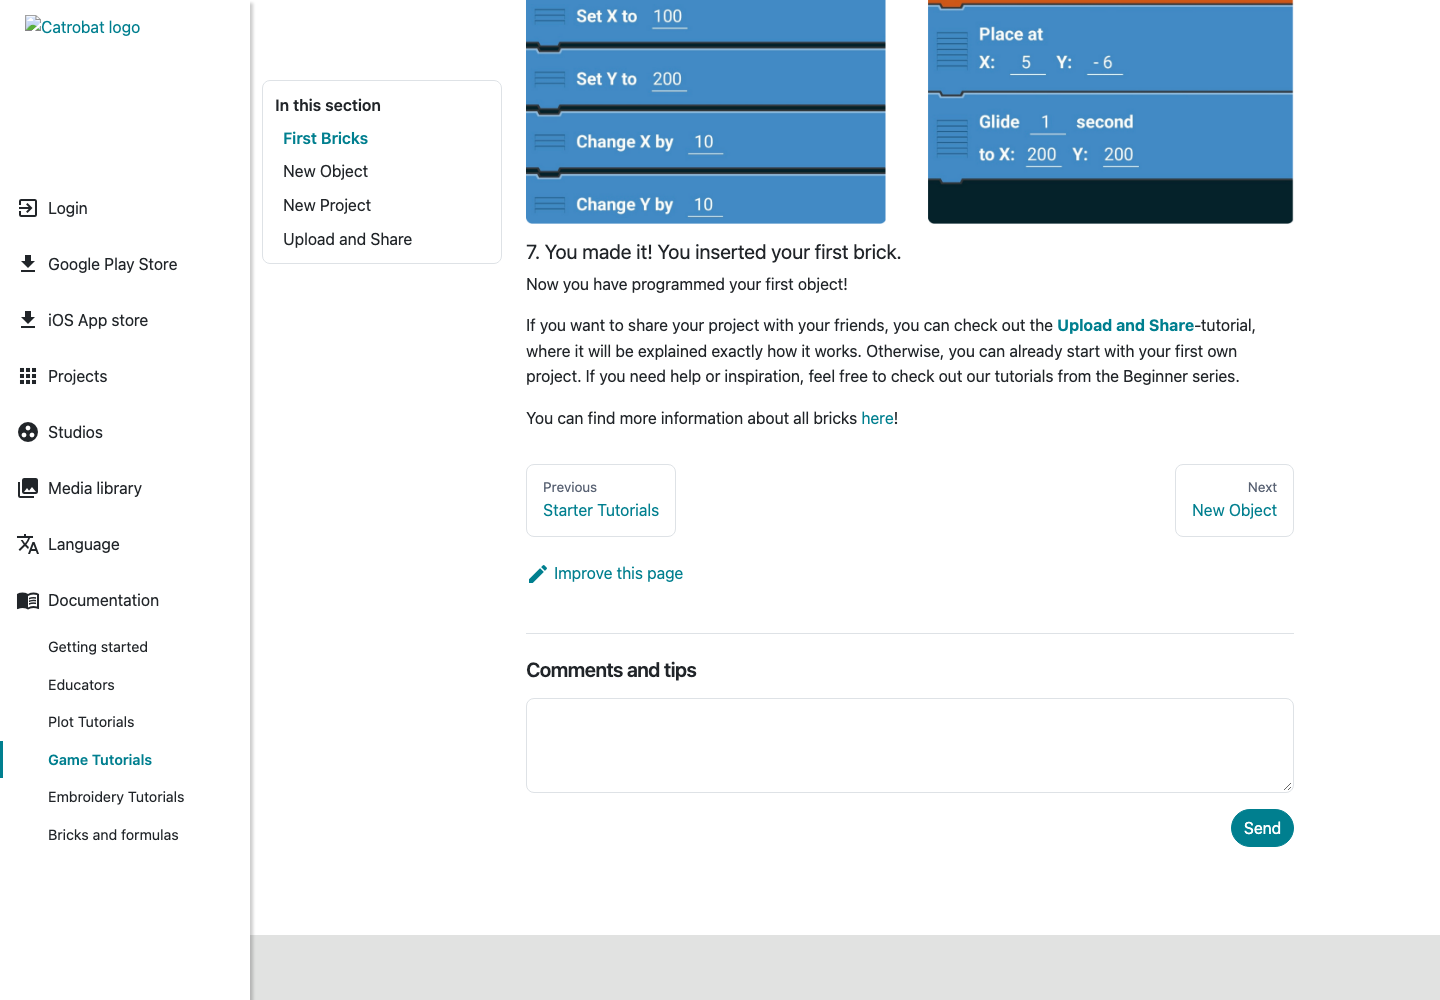 Catrobat logo
Login
Google Play Store
iOS App store
Projects
Studios
Media library
Language
Documentation
Getting started
Educators
Plot Tutorials
Game Tutorials
Embroidery Tutorials
Bricks and formulas
In this section
First Bricks
New Object
New Project
Upload and Share
Set X to 100
Set Y to 200
Change X by 10
Change Y by 10
Place at
X: 5 Y: - 6
Glide 1 second
to X: 200 Y: 200
7. You made it! You inserted your first brick.
Now you have programmed your first object!
If you want to share your project with your friends, you can check out the Upload and Share-tutorial,
where it will be explained exactly how it works. Otherwise, you can already start with your first own
project. If you need help or inspiration, feel free to check out our tutorials from the Beginner series.
You can find more information about all bricks here!
Previous
Starter Tutorials
Next
New Object
Improve this page
Comments and tips
Send